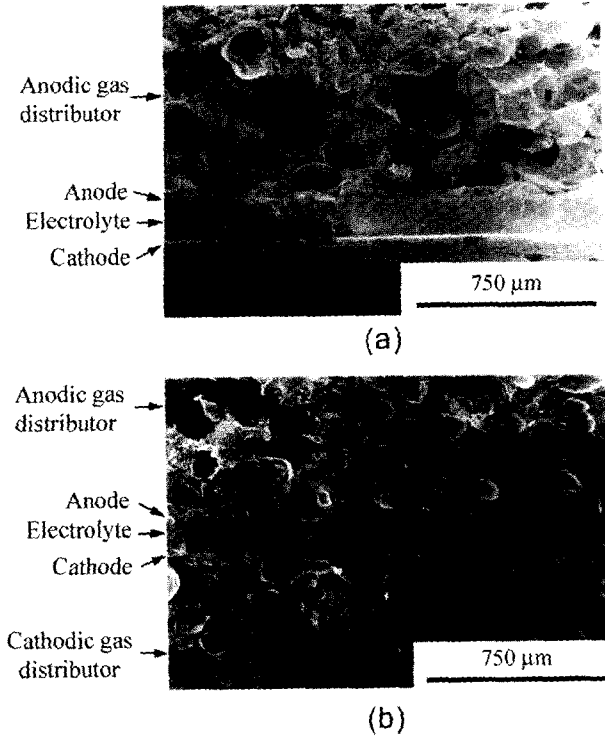 Anodic gas
distributor
Anode
Electrolyte
Cathode
750 μm
(a)
Anodic gas
distributor
Anode
Electrolyte
Cathode
Cathodic gas
distributor
750 μm
(b)